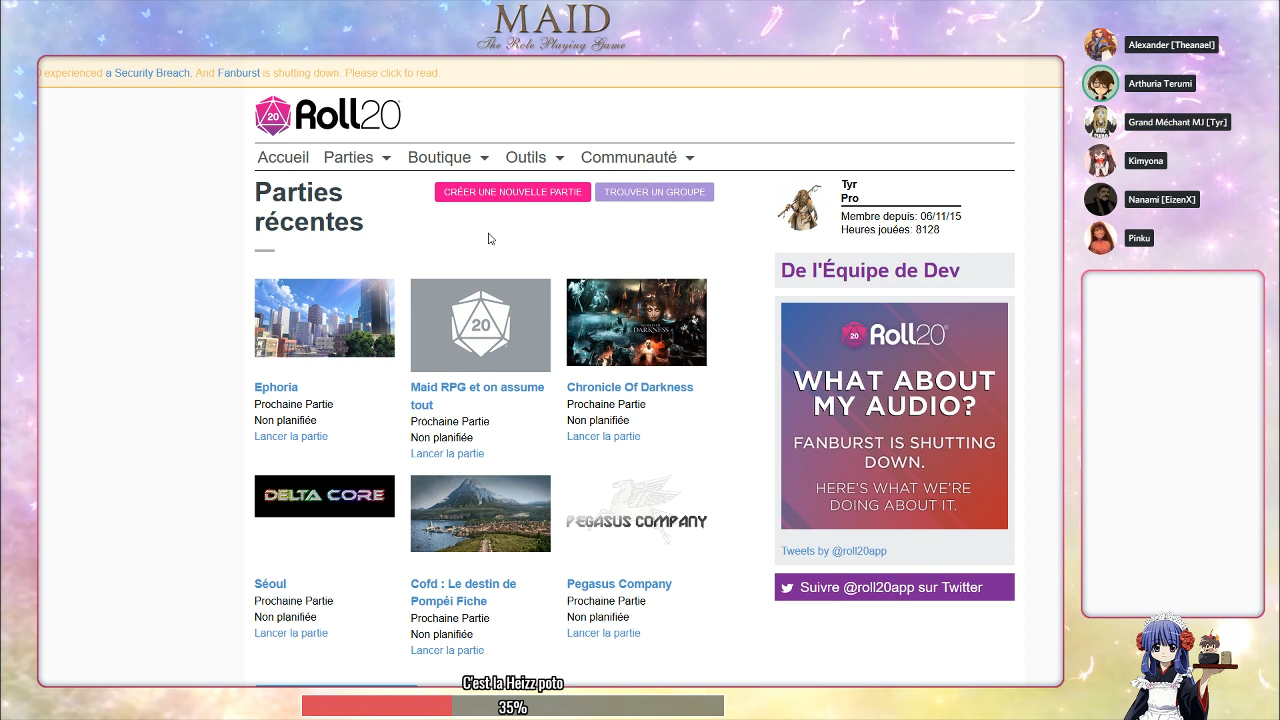 MAID
The Role Playing Game
experienced a Security Breach. And Fanburst is shutting down. Please click to read.
20 Roll20
Accueil Parties Boutique Outils Communauté
Parties
récentes
CRÉER UNE NOUVELLE PARTIE TROUVER UN GROUPE
Tyr
Pro
Membre depuis: 06/11/15
Heures jouées: 8128
Ephoria
Prochaine Partie
Non planifiée
Lancer la partie
20
Maid RPG et on assume
tout
Prochaine Partie
Non planifiée
Lancer la partie
DARKNESS
Chronicle Of Darkness
Prochaine Partie
Non planifiée
Lancer la partie
DELTA CORE
Séoul
Prochaine Partie
Non planifiée
Lancer la partie
Cofd : Le destin de
Pompéi Fiche
Prochaine Partie
Non planifiée
Lancer la partie
PEGASUS COMPANY
Pegasus Company
Prochaine Partie
Non planifiée
Lancer la partie
De l'Équipe de Dev
20 Roll20
WHAT ABOUT
MY AUDIO?
FANBURST IS SHUTTING
DOWN.
HERE'S WHAT WE'RE
DOING ABOUT IT.
Tweets by @roll20app
Suivre @roll20app sur Twitter
Alexander [Theanael]
Arthuria Terumi
Grand Méchant MJ [Tyr]
Kimyona
Nanami [EizenX]
Pinku
C'est la Heizz poto
35%